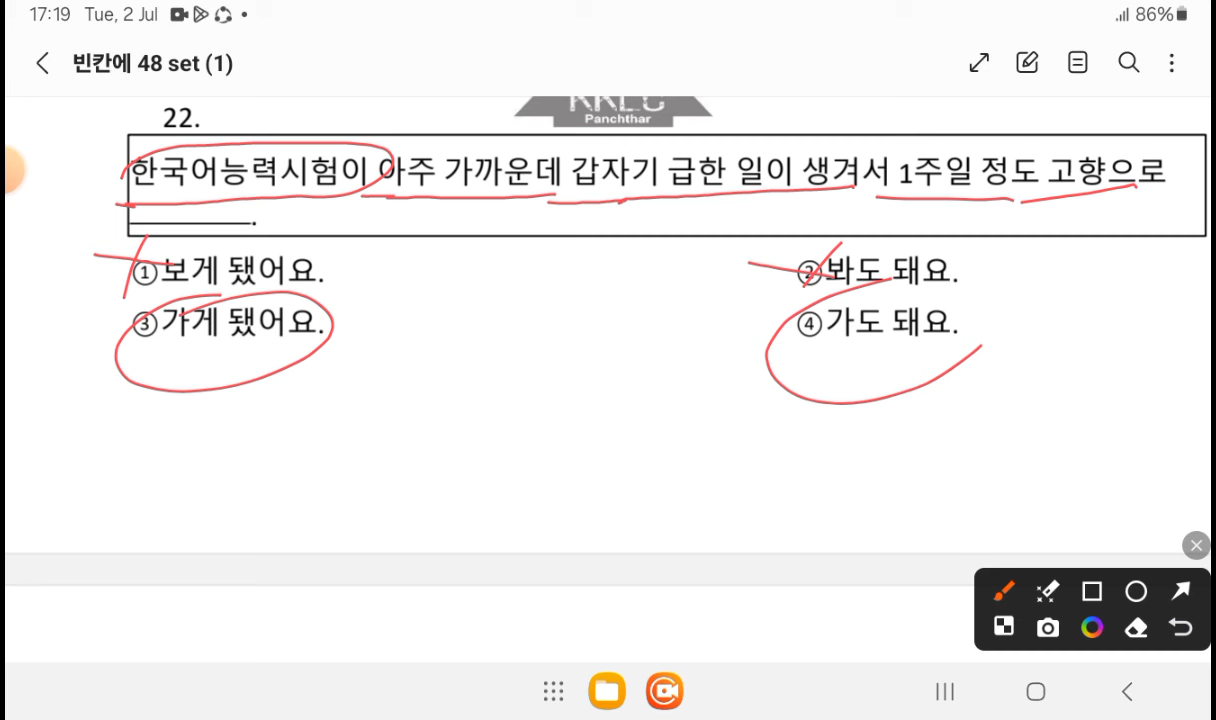 17:19 Tue, 2 Jul 86%
빈칸에 48 set (1)
Panchthar
22.
한국어능력시험이 아주 가까운데 갑자기 급한 일이 생겨서 1주일 정도 고향으로
________.
①보게 됐어요. ②봐도 돼요.
③가게 됐어요. ④가도 돼요.